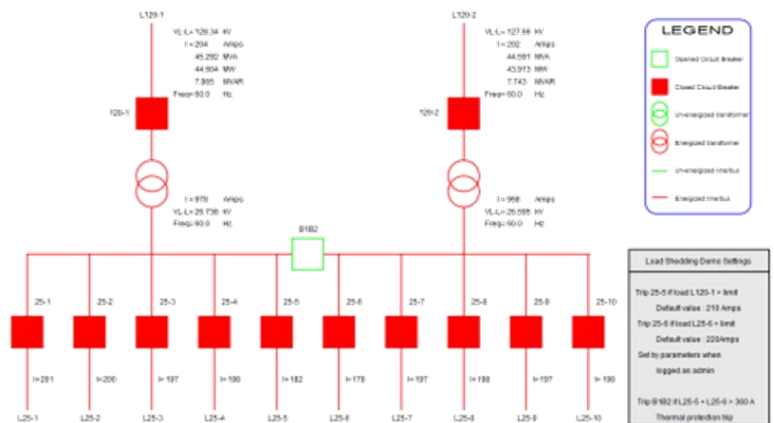 L120-1
VL-L= 128.34 kV
I = 204 Amps
45.292 MVA
44.604 MW
7.865 MVAR
Freq= 60.0 Hz
120-1
I = 978 Amps
VL-L= 26.738 kV
Freq= 60.0 Hz
L120-2
VL-L= 127.66 kV
I = 202 Amps
44.591 MVA
43.913 MW
7.743 MVAR
Freq= 60.0 Hz
120-2
I = 968 Amps
VL-L= 26.595 kV
Freq= 60.0 Hz
B1B2
25-1 25-2 25-3 25-4 25-5 25-6 25-7 25-8 25-9 25-10
I=201 I=200 I=197 I=198 I=182 I=178 I=197 I=198 I=197 I=198
L25-1 L25-2 L25-3 L25-4 L25-5 L25-6 L25-7 L25-8 L25-9 L25-10
LEGEND
Opened Circuit Breaker
Closed Circuit Breaker
Un-energized transformer
Energized transformer
Un-energized line/bus
Energized line/bus
Load Shedding Demo Settings
Trip 25-5 if load L120-1 > limit
Default value : 210 Amps
Trip 25-6 if load L25-6 > limit
Default value : 220Amps
Set by parameters when
logged as admin
Trip B1B2 if L25-5 + L25-6 > 360 A
Thermal protection trip